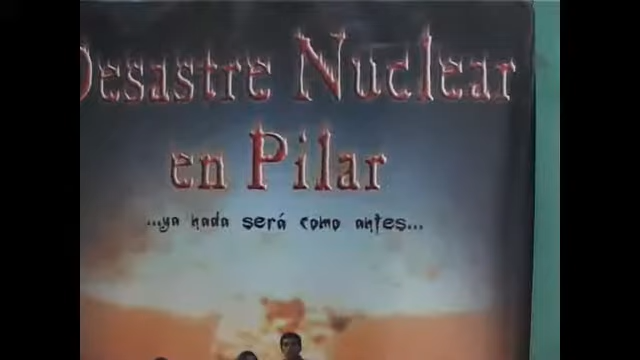 Desastre Nuclear
en Pilar
...ya nada será como antes...